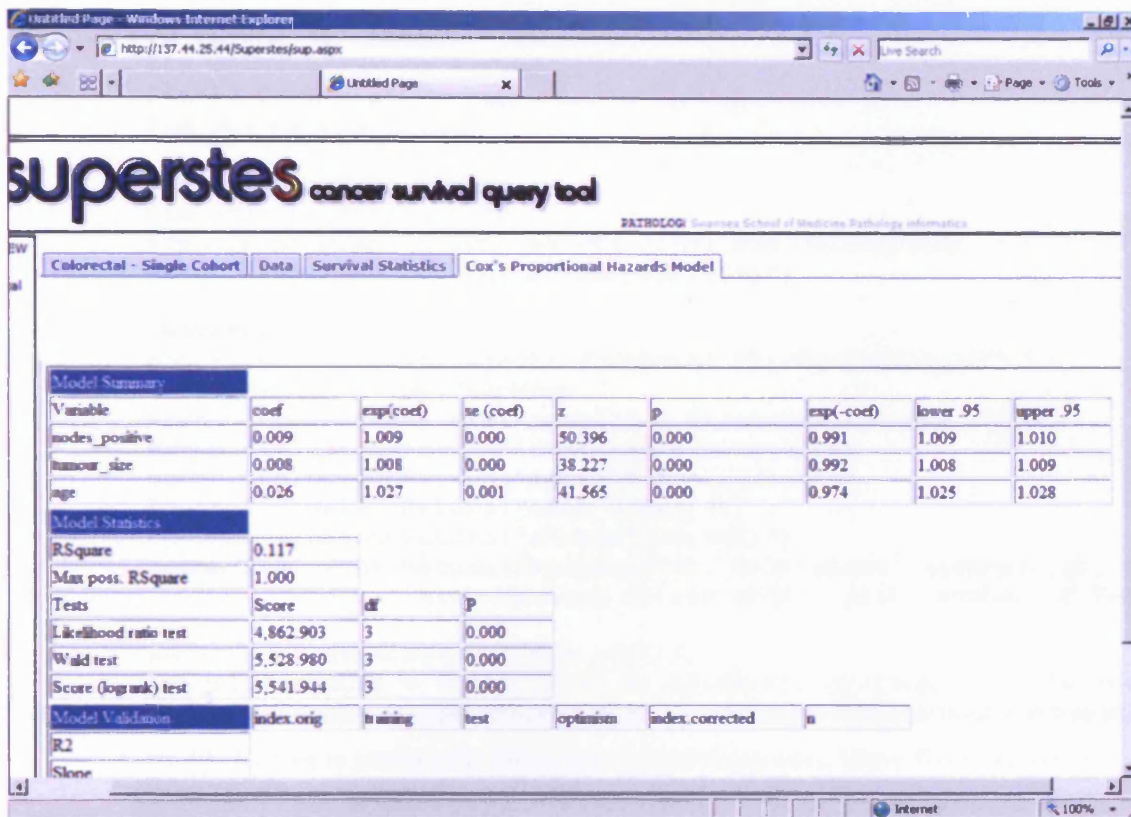 Untitled Page - Windows Internet Explorer
http://137.44.25.44/Superstes/sup.aspx
Live Search
Untitled Page
Page
Tools
superstes cancer survival query tool
PATHOLOGI Swansea School of Medicine Pathology informatics
EW
al
Colorectal - Single Cohort Data Survival Statistics Cox's Proportional Hazards Model
Model Summary
Variable coef exp(coef) se (coef) z p exp(-coef) lower .95 upper .95
nodes_positive 0.009 1.009 0.000 50.396 0.000 0.991 1.009 1.010
tumour_size 0.008 1.008 0.000 38.227 0.000 0.992 1.008 1.009
age 0.026 1.027 0.001 41.565 0.000 0.974 1.025 1.028
Model Statistics
RSquare 0.117
Max poss. RSquare 1.000
Tests Score df P
Likelihood ratio test 4,862.903 3 0.000
Wald test 5,528.980 3 0.000
Score (logrank) test 5,541.944 3 0.000
Model Validation index.orig training test optimism index.corrected n
R2
Slope
Internet 100%